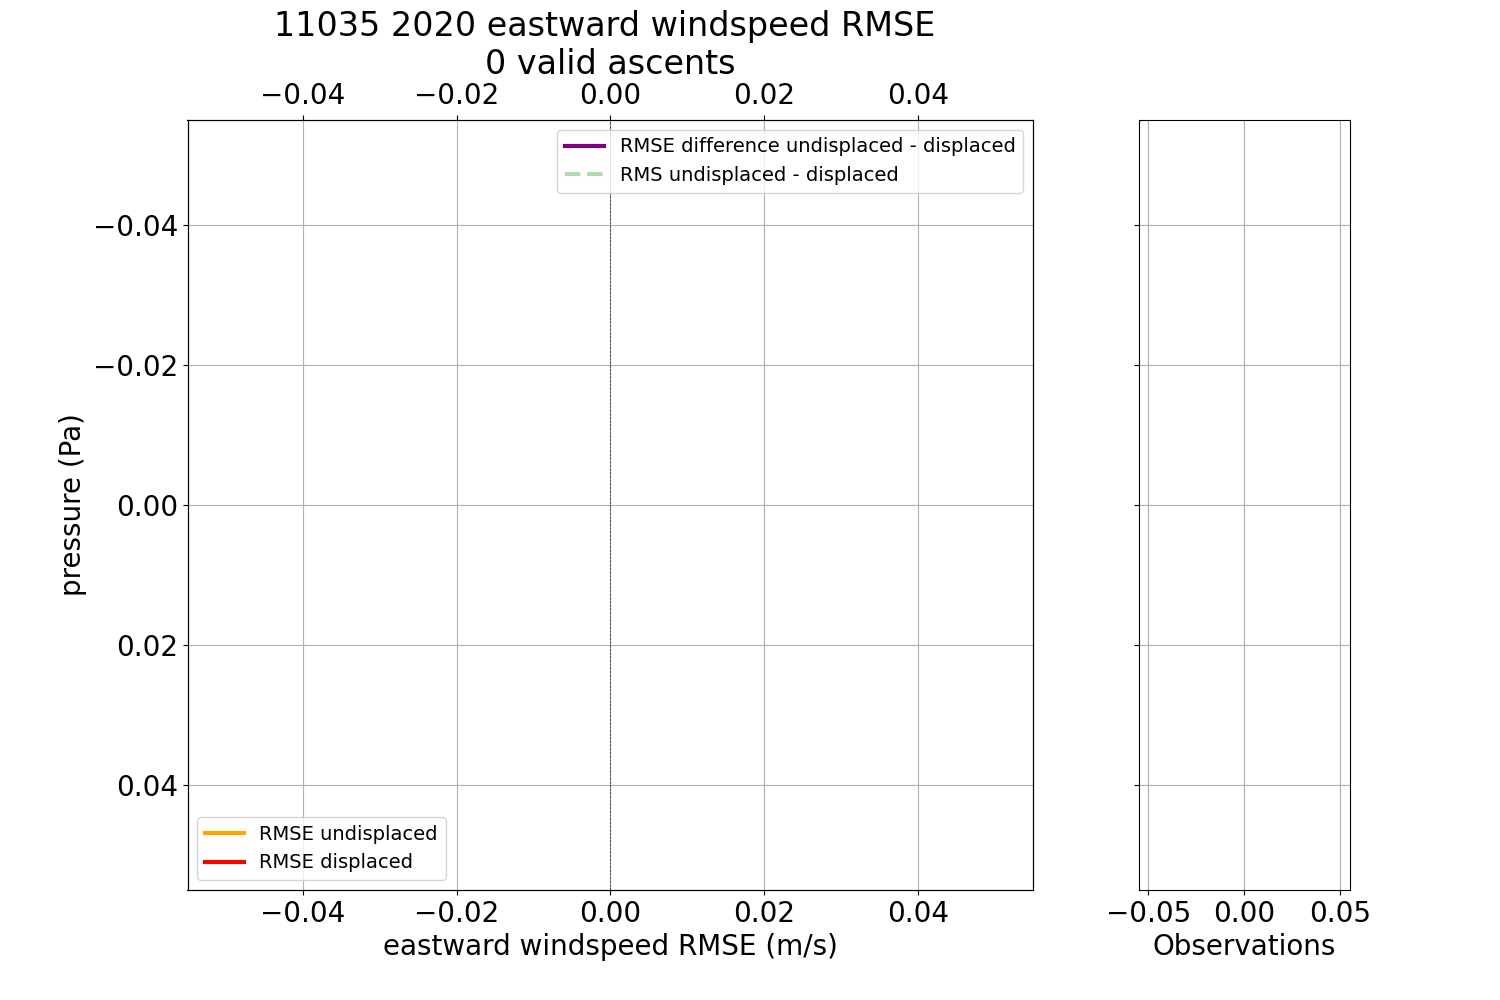 11035 2020 eastward windspeed RMSE
0 valid ascents
−0.04 −0.02 0.00 0.02 0.04
RMSE difference undisplaced - displaced
RMS undisplaced - displaced
−0.04
−0.02
0.00
0.02
0.04
pressure (Pa)
RMSE undisplaced
RMSE displaced
−0.04 −0.02 0.00 0.02 0.04
eastward windspeed RMSE (m/s)
−0.05 0.00 0.05
Observations